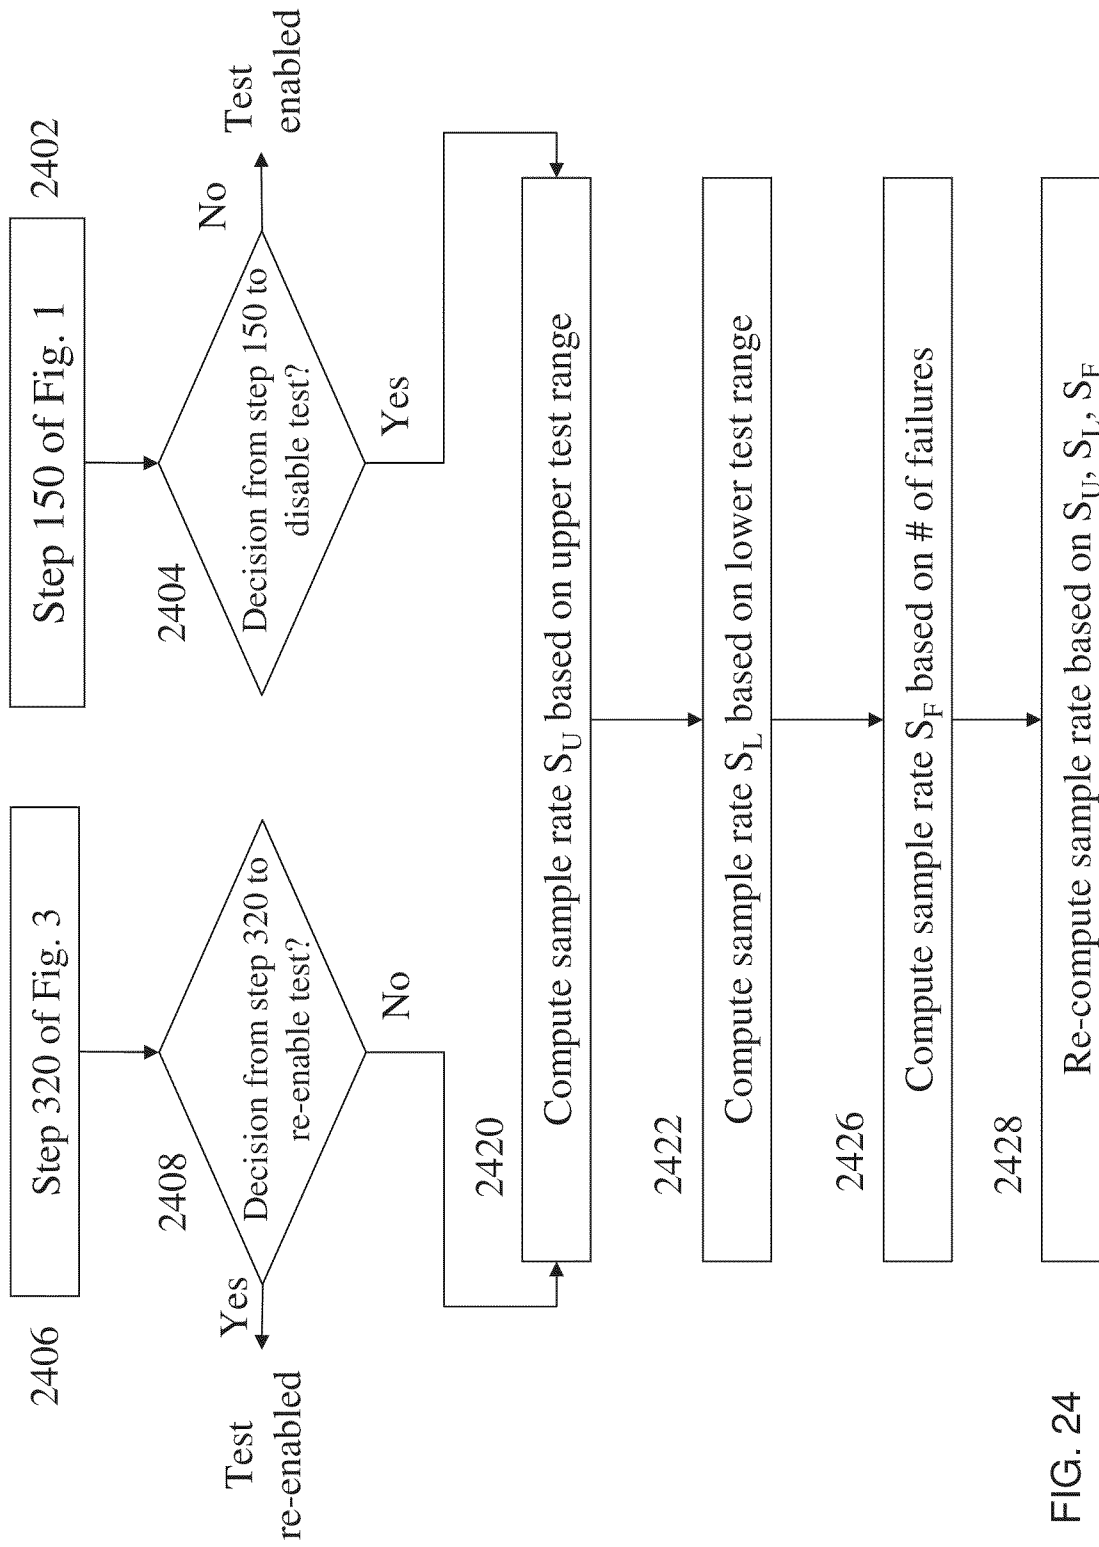 2406
Step 320 of Fig. 3
Step 150 of Fig. 1
2402
2408
2404
Test
re-enabled
Yes
Decision from step 320 to
re-enable test?
No
Decision from step 150 to
disable test?
Yes
No
Test
enabled
2420
Compute sample rate S_U based on upper test range
2422
Compute sample rate S_L based on lower test range
2426
Compute sample rate S_F based on # of failures
2428
Re-compute sample rate based on S_U, S_L, S_F
FIG. 24